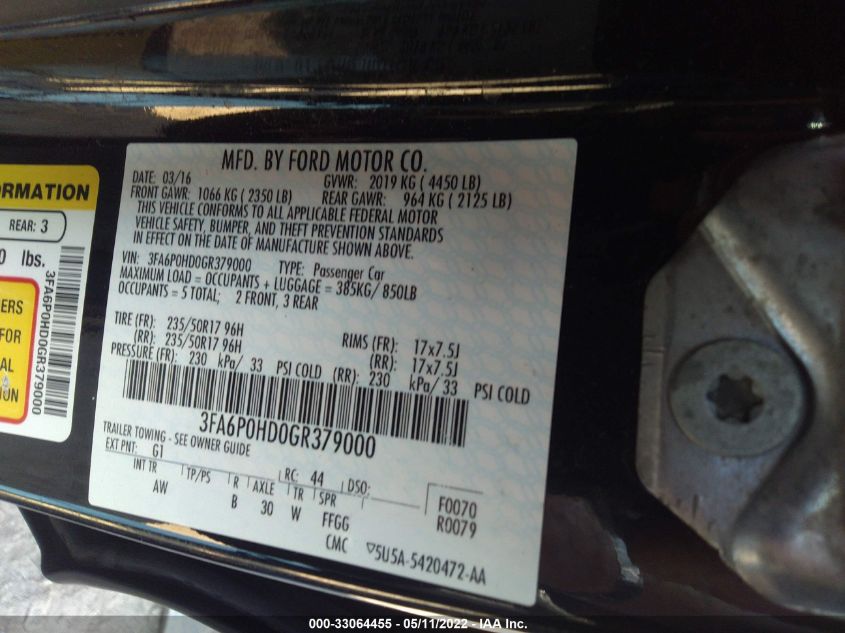 MFD. BY FORD MOTOR CO.
DATE: 03/16 GVWR: 2019 KG ( 4450 LB)
FRONT GAWR: 1066 KG ( 2350 LB) REAR GAWR: 964 KG ( 2125 LB)
THIS VEHICLE CONFORMS TO ALL APPLICABLE FEDERAL MOTOR
VEHICLE SAFETY, BUMPER, AND THEFT PREVENTION STANDARDS
IN EFFECT ON THE DATE OF MANUFACTURE SHOWN ABOVE.
VIN: 3FA6P0HD0GR379000 TYPE: Passenger Car
MAXIMUM LOAD = OCCUPANTS + LUGGAGE = 385KG/ 850LB
OCCUPANTS = 5 TOTAL; 2 FRONT, 3 REAR
TIRE (FR): 235/50R17 96H RIMS (FR): 17x7.5J
(RR): 235/50R17 96H (RR): 17x7.5J
PRESSURE (FR): 230 kPa/ 33 PSI COLD (RR): 230 kPa/ 33 PSI COLD
3FA6P0HD0GR379000
TRAILER TOWING - SEE OWNER GUIDE
EXT PNT: G1 RC: 44 DSO: F0070
INT TR TP/PS R AXLE TR SPR R0079
AW B 30 W FFGG
CMC ▽5U5A-5420472-AA
ORMATION
REAR: 3
0 lbs.
ERS
FOR
AL
ION
3FA6P0HD0GR379000
000-33064455 - 05/11/2022 - IAA Inc.